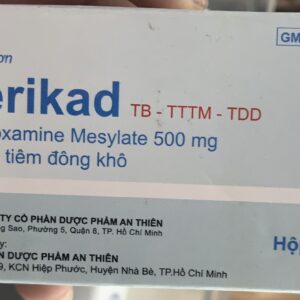 ơn GM
erikad TB - TTTM - TDD
oxamine Mesylate 500 mg
tiêm đông khô
TY CỔ PHẦN DƯỢC PHẨM AN THIÊN
ng Sao, Phường 5, Quận 8, TP. Hồ Chí Minh
y:
N DƯỢC PHẨM AN THIÊN
9, KCN Hiệp Phước, Huyện Nhà Bè, TP.Hồ Chí Minh
Hộ